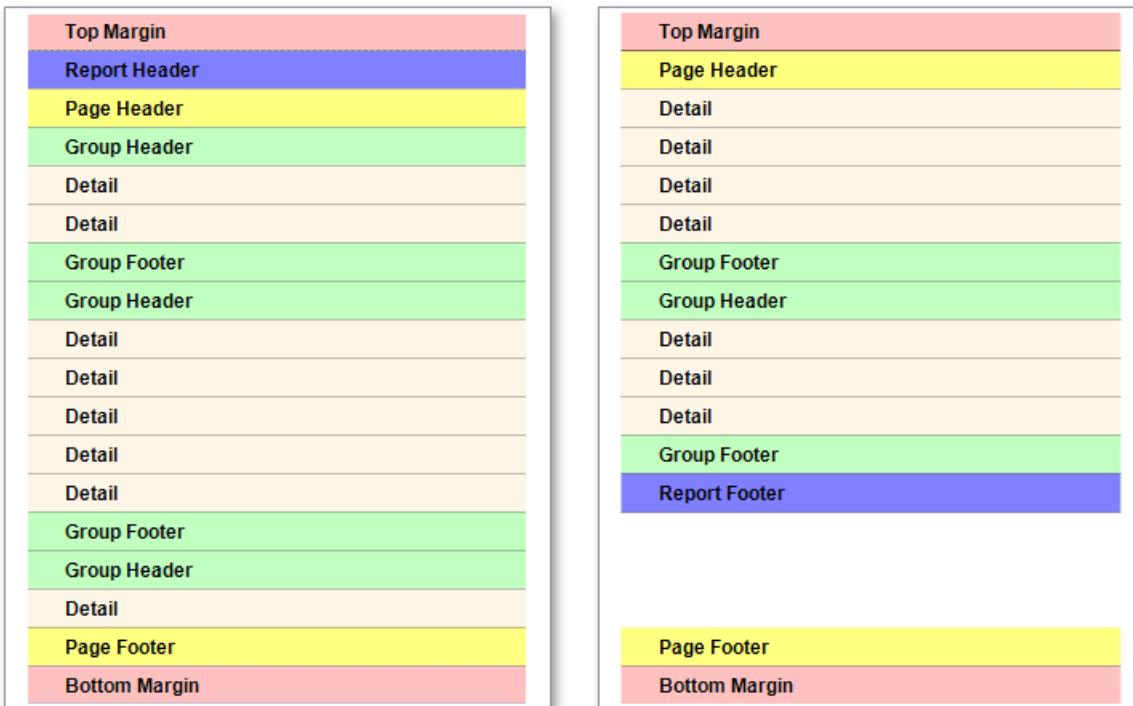 Top Margin
Report Header
Page Header
Group Header
Detail
Detail
Group Footer
Group Header
Detail
Detail
Detail
Detail
Detail
Group Footer
Group Header
Detail
Page Footer
Bottom Margin
Top Margin
Page Header
Detail
Detail
Detail
Detail
Group Footer
Group Header
Detail
Detail
Detail
Group Footer
Report Footer
Page Footer
Bottom Margin